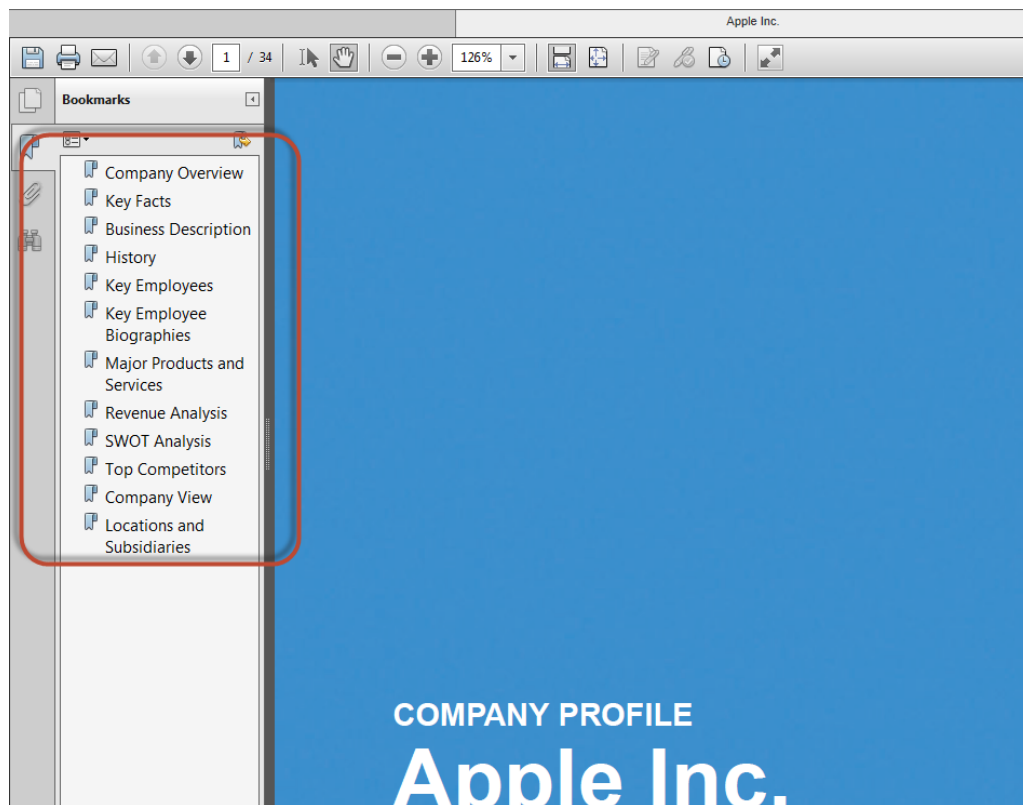 Apple Inc.
1 / 34
126%
Bookmarks
Company Overview
Key Facts
Business Description
History
Key Employees
Key Employee
Biographies
Major Products and
Services
Revenue Analysis
SWOT Analysis
Top Competitors
Company View
Locations and
Subsidiaries
COMPANY PROFILE
Apple Inc.